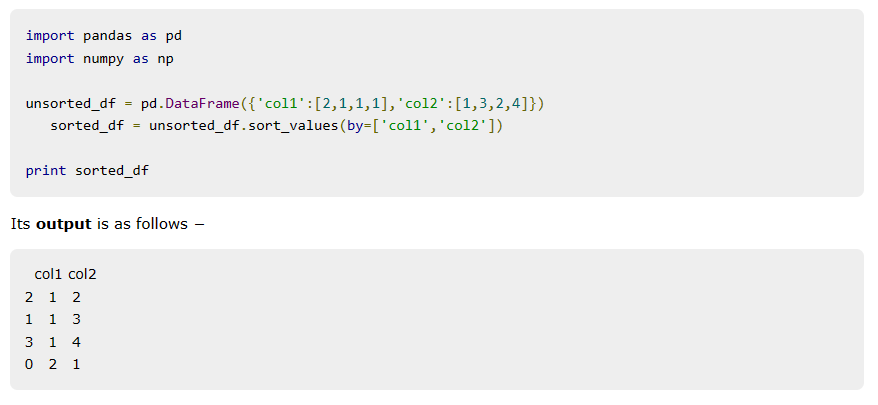 import pandas as pd
import numpy as np

unsorted_df = pd.DataFrame({'col1':[2,1,1,1],'col2':[1,3,2,4]})
   sorted_df = unsorted_df.sort_values(by=['col1','col2'])

print sorted_df
Its output is as follows −
  col1 col2
2 1 2
1 1 3
3 1 4
0 2 1